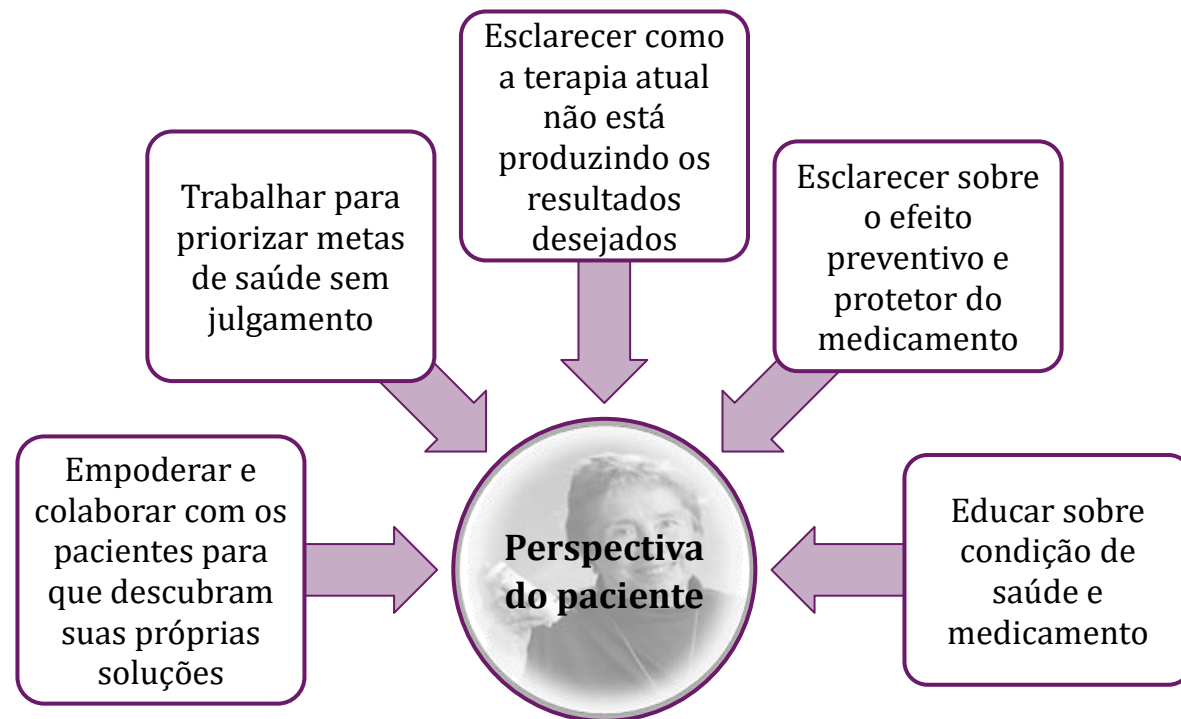 Esclarecer como
a terapia atual
não está
produzindo os
resultados
desejados
Trabalhar para
priorizar metas
de saúde sem
julgamento
Esclarecer sobre
o efeito
preventivo e
protetor do
medicamento
Empoderar e
colaborar com os
pacientes para
que descubram
suas próprias
soluções
Perspectiva
do paciente
Educar sobre
condição de
saúde e
medicamento